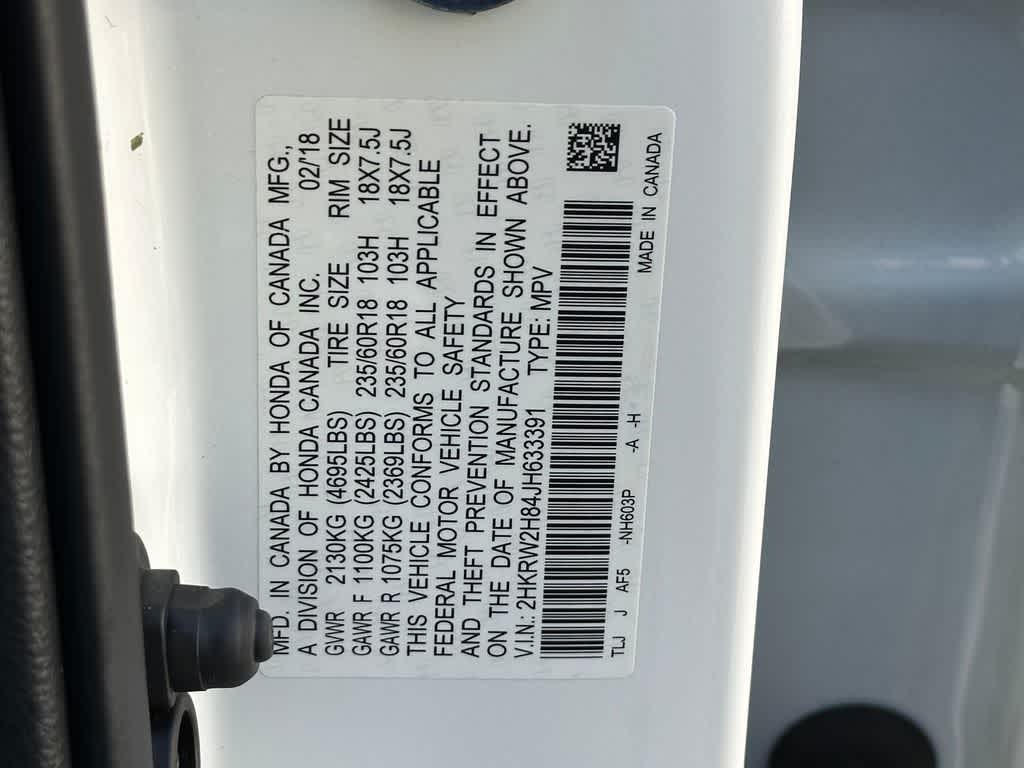 MFD. IN CANADA BY HONDA OF CANADA MFG.,
A DIVISION OF HONDA CANADA INC. 02/'18
GVWR 2130KG (4695LBS) TIRE SIZE RIM SIZE
GAWR F 1100KG (2425LBS) 235/60R18 103H 18X7.5J
GAWR R 1075KG (2369LBS) 235/60R18 103H 18X7.5J
THIS VEHICLE CONFORMS TO ALL APPLICABLE
FEDERAL MOTOR VEHICLE SAFETY
AND THEFT PREVENTION STANDARDS IN EFFECT
ON THE DATE OF MANUFACTURE SHOWN ABOVE.
V.I.N.: 2HKRW2H84JH633391 TYPE: MPV
TLJ J AF5 -NH603P -A -H
MADE IN CANADA